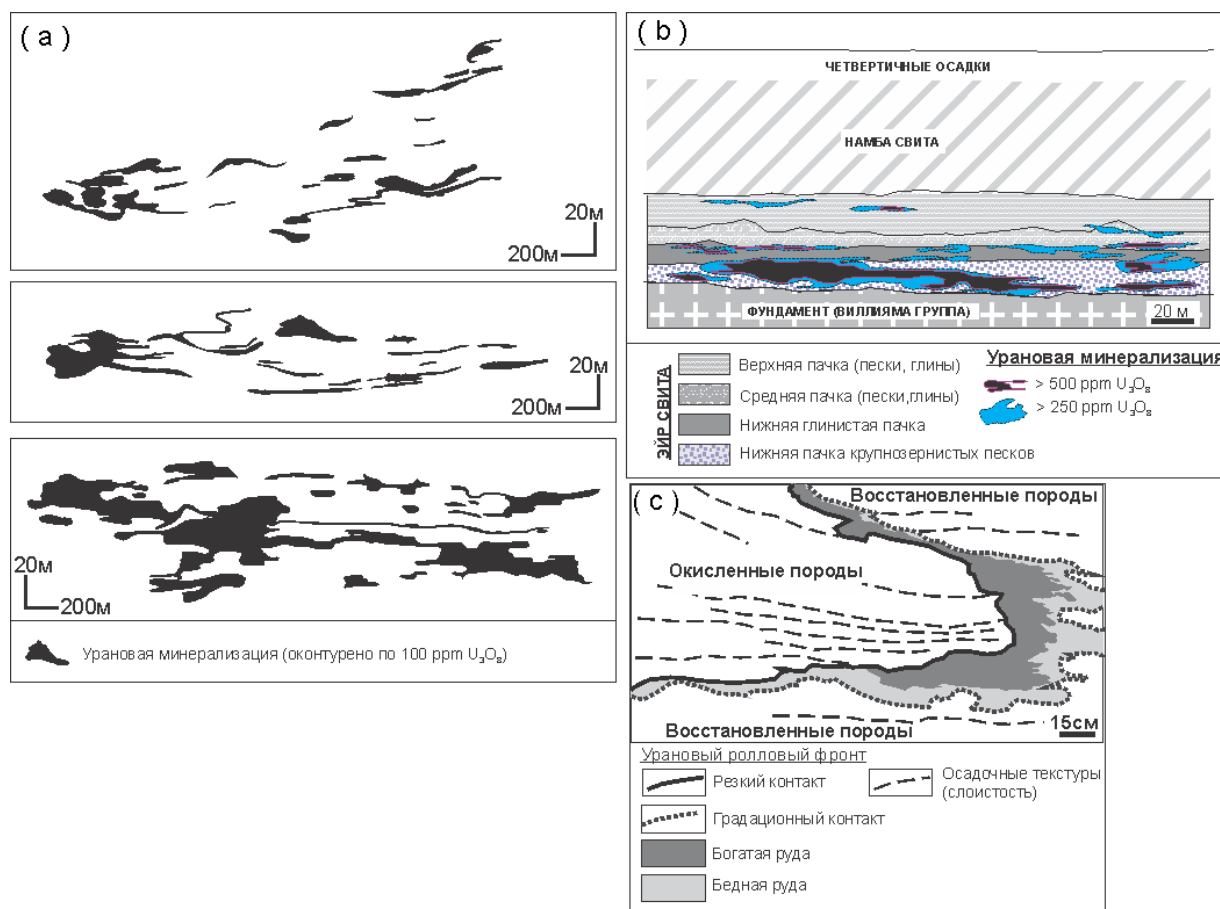 ( a )
20м
200м
20м
200м
20м
200м
Урановая минерализация (оконтурено по 100 ppm U₃O₈)
( b )
ЧЕТВЕРТИЧНЫЕ ОСАДКИ
НАМБА СВИТА
ФУНДАМЕНТ (ВИЛЛИЯМА ГРУППА)
20 м
ЭЙР СВИТА
Верхняя пачка (пески, глины)
Средняя пачка (пески,глины)
Нижняя глинистая пачка
Нижняя пачка крупнозернистых песков
Урановая минерализация
> 500 ppm U₃O₈
> 250 ppm U₃O₈
( c )
Восстановленные породы
Окисленные породы
Восстановленные породы
15см
Урановый ролловый фронт
Резкий контакт
Осадочные текстуры
(слоистость)
Градационный контакт
Богатая руда
Бедная руда